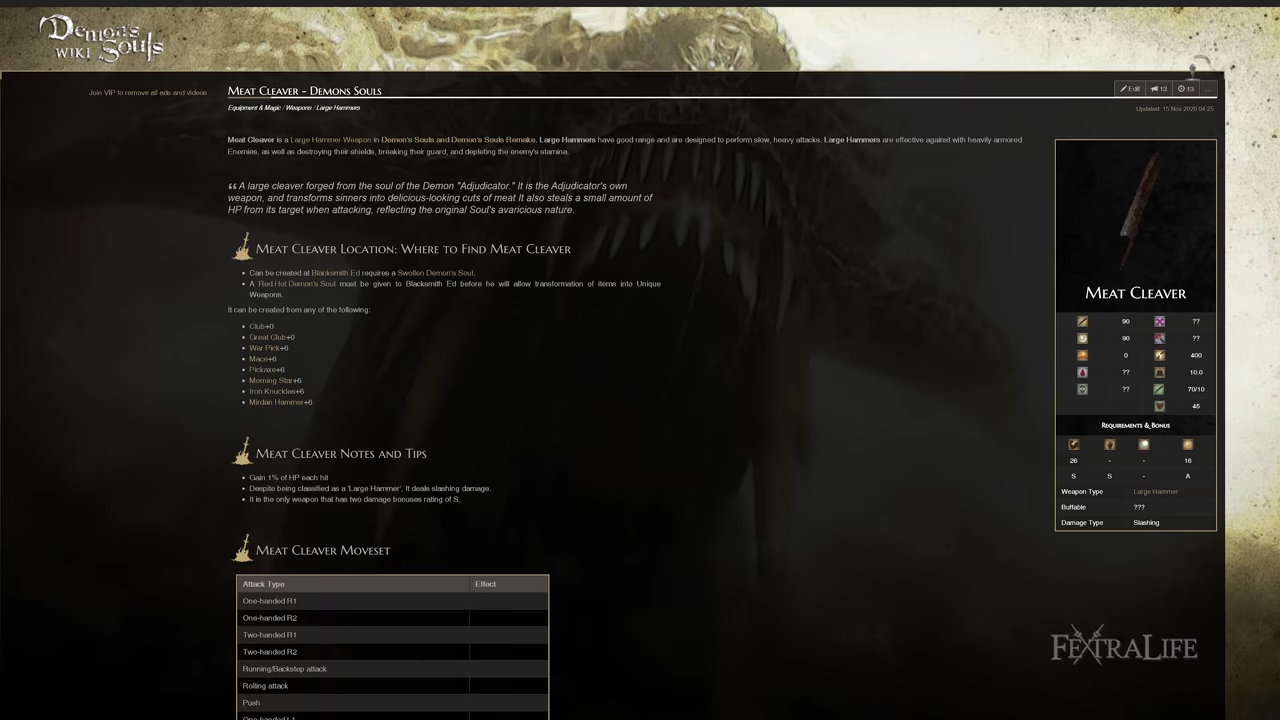 Demon's Souls
WIKI
Join VIP to remove all ads and videos
Meat Cleaver - Demons Souls
Edit 13 13 ...
Equipment & Magic / Weapons / Large Hammers
Updated: 15 Nov 2020 04:25
Meat Cleaver is a Large Hammer Weapon in Demon's Souls and Demon's Souls Remake. Large Hammers have good range and are designed to perform slow, heavy attacks. Large Hammers are effective against with heavily armored
Enemies, as well as destroying their shields, breaking their guard, and depleting the enemy's stamina.
“ A large cleaver forged from the soul of the Demon "Adjudicator." It is the Adjudicator's own
weapon, and transforms sinners into delicious-looking cuts of meat It also steals a small amount of
HP from its target when attacking, reflecting the original Soul's avaricious nature.
Meat Cleaver Location: Where to Find Meat Cleaver
Can be created at Blacksmith Ed requires a Swollen Demon's Soul.
A Red Hot Demon's Soul must be given to Blacksmith Ed before he will allow transformation of items into Unique
Weapons.
It can be created from any of the following:
Club+0
Great Club+0
War Pick+6
Mace+6
Pickaxe+6
Morning Star+6
Iron Knuckles+6
Mirdan Hammer+6
Meat Cleaver Notes and Tips
Gain 1% of HP each hit
Despite being classified as a 'Large Hammer', It deals slashing damage.
It is the only weapon that has two damage bonuses rating of S.
Meat Cleaver Moveset
Attack Type Effect
One-handed R1
One-handed R2
Two-handed R1
Two-handed R2
Running/Backstep attack
Rolling attack
Push
One-handed L1
Meat Cleaver
90 ??
90 ??
0 400
?? 10.0
?? 70/10
45
Requirements & Bonus
26 - - 16
S S - A
Weapon Type Large Hammer
Buffable ???
Damage Type Slashing
FextraLife